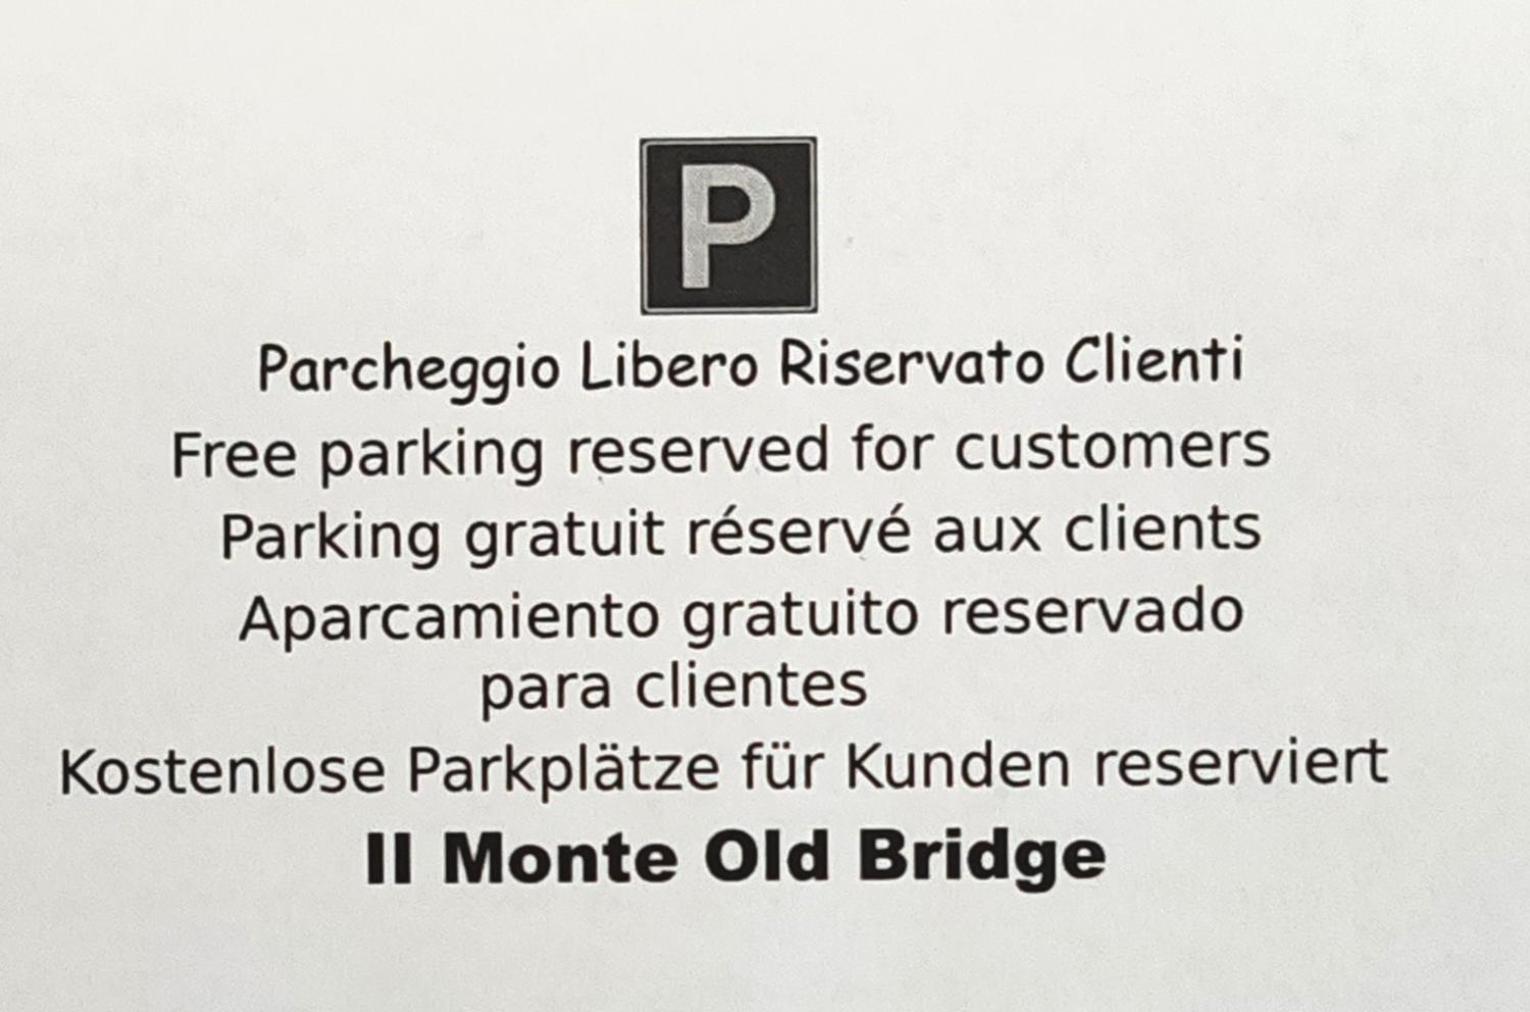 P
Parcheggio Libero Riservato Clienti
Free parking reserved for customers
Parking gratuit réservé aux clients
Aparcamiento gratuito reservado
para clientes
Kostenlose Parkplätze für Kunden reserviert
Il Monte Old Bridge